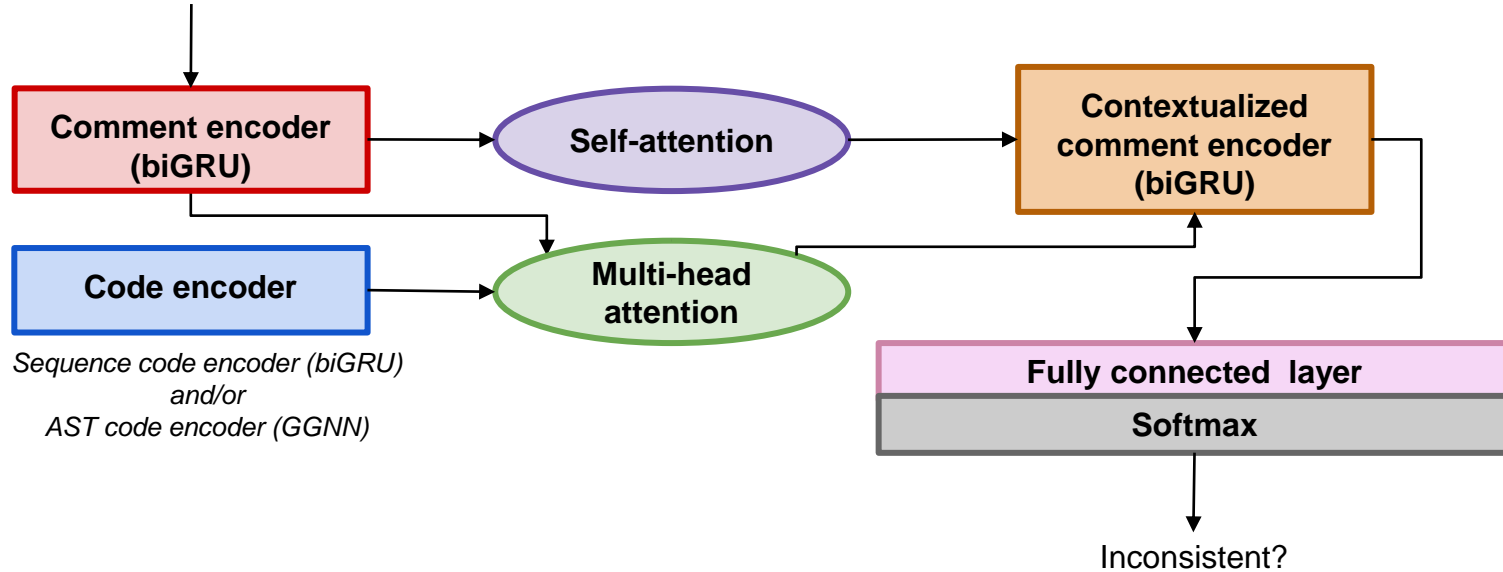 Comment encoder
(biGRU)
Self-attention
Contextualized
comment encoder
(biGRU)
Code encoder
Multi-head
attention
Sequence code encoder (biGRU)
and/or
AST code encoder (GGNN)
Fully connected layer
Softmax
Inconsistent?